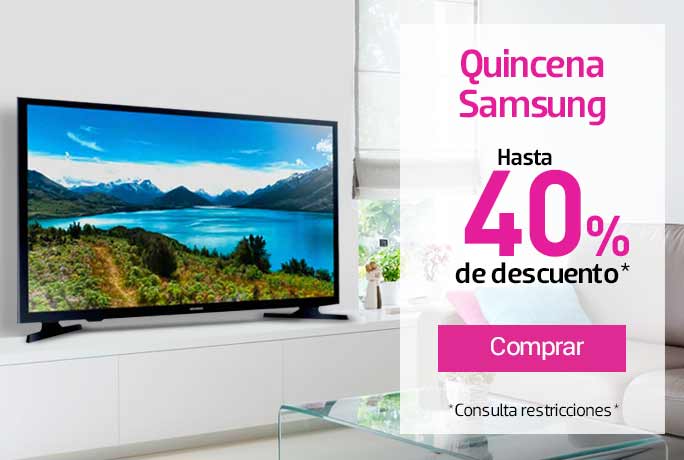 Quincena
Samsung
Hasta
40%
de descuento*
Comprar
*Consulta restricciones*